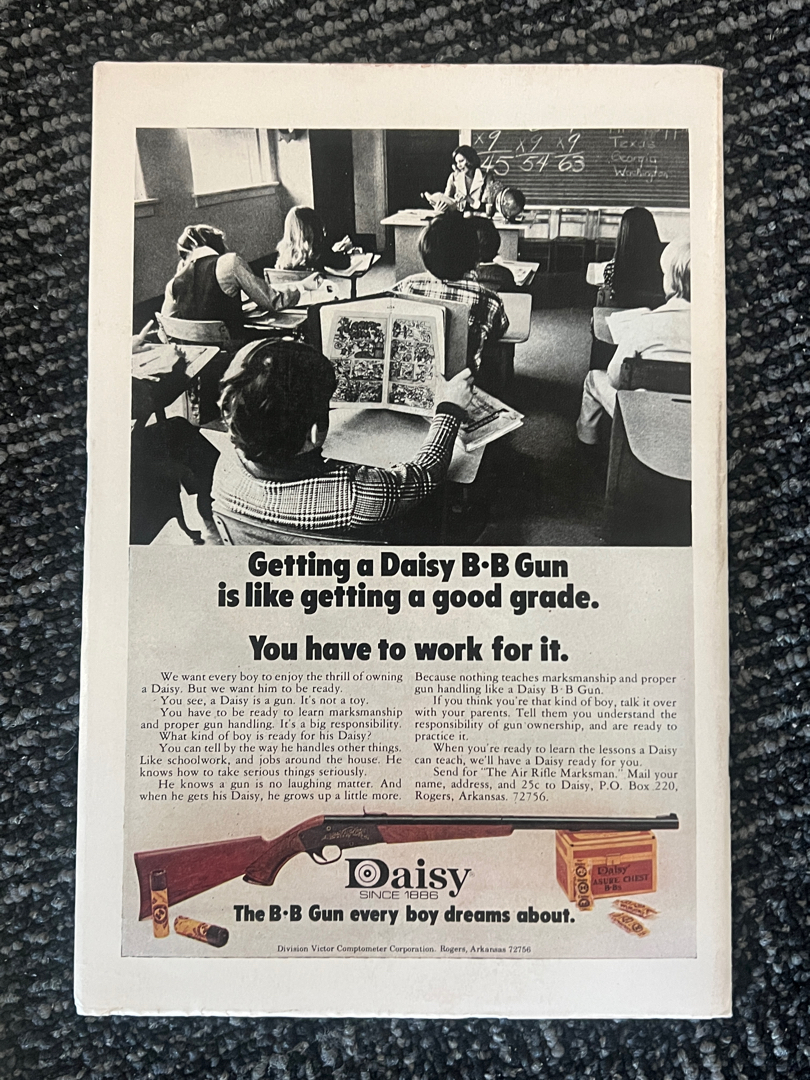 x9 x9 x9
45 54 63
Texas
Georgia
Washington
Getting a Daisy B·B Gun
is like getting a good grade.
You have to work for it.
We want every boy to enjoy the thrill of owning
a Daisy. But we want him to be ready.
You see, a Daisy is a gun. It's not a toy.
You have to be ready to learn marksmanship
and proper gun handling. It's a big responsibility.
What kind of boy is ready for his Daisy?
You can tell by the way he handles other things.
Like schoolwork, and jobs around the house. He
knows how to take serious things seriously.
He knows a gun is no laughing matter. And
when he gets his Daisy, he grows up a little more.
Because nothing teaches marksmanship and proper
gun handling like a Daisy B·B Gun.
If you think you're that kind of boy, talk it over
with your parents. Tell them you understand the
responsibility of gun ownership, and are ready to
practice it.
When you're ready to learn the lessons a Daisy
can teach, we'll have a Daisy ready for you.
Send for "The Air Rifle Marksman." Mail your
name, address, and 25c to Daisy, P.O. Box 220,
Rogers, Arkansas. 72756.
Daisy
ASURE CHEST
B·Bs
Daisy
SINCE 1886
The B·B Gun every boy dreams about.
Division Victor Comptometer Corporation. Rogers, Arkansas 72756